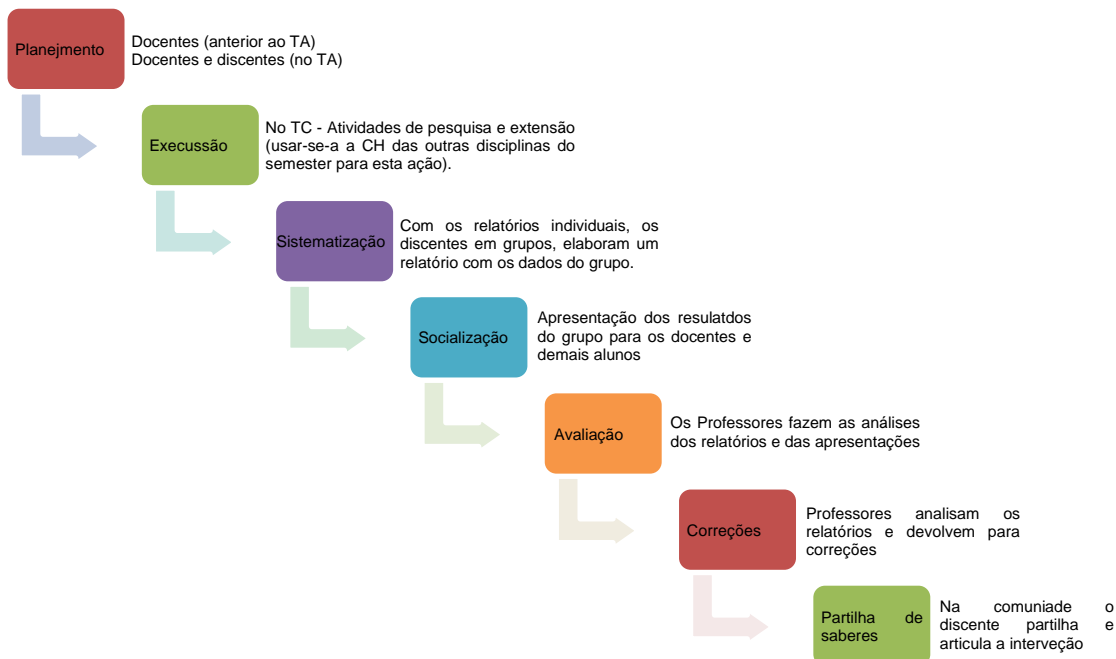 Planejmento
Docentes (anterior ao TA)
Docentes e discentes (no TA)
Execussão
No TC - Atividades de pesquisa e extensão
(usar-se-a a CH das outras disciplinas do
semester para esta ação).
Sistematização
Com os relatórios individuais, os
discentes em grupos, elaboram um
relatório com os dados do grupo.
Socialização
Apresentação dos resulatdos
do grupo para os docentes e
demais alunos
Avaliação
Os Professores fazem as análises
dos relatórios e das apresentações
Correções
Professores analisam os
relatórios e devolvem para
correções
Partilha de
saberes
Na comuniade o
discente partilha e
articula a interveção